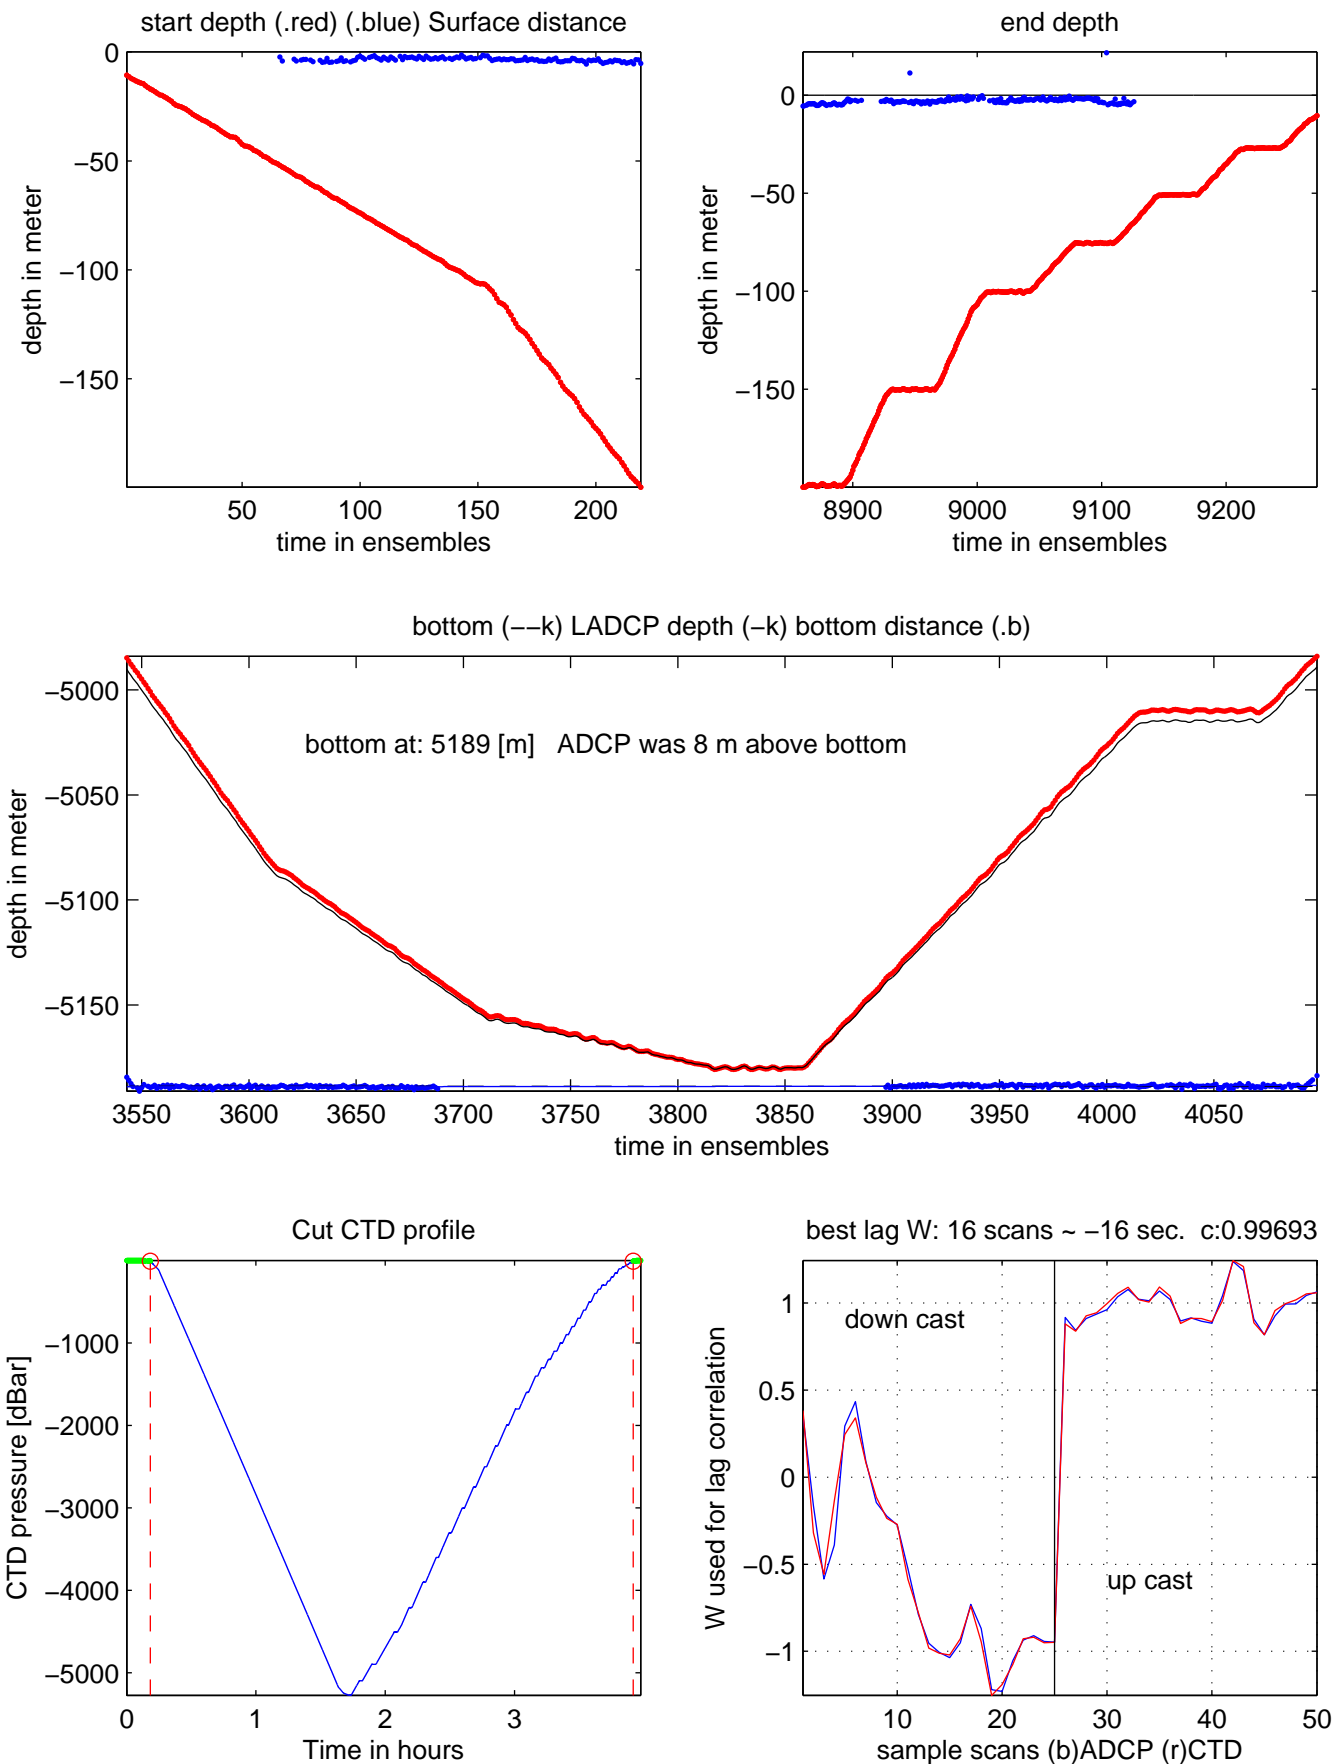 start depth (.red) (.blue) Surface distance
end depth
0
−50
−100
−150
depth in meter
50
100
150
200
time in ensembles
0
−50
−100
−150
depth in meter
8900
9000
9100
9200
time in ensembles
bottom (−−k) LADCP depth (−k) bottom distance (.b)
−5000
−5050
−5100
−5150
depth in meter
bottom at: 5189 [m] ADCP was 8 m above bottom
3550
3600
3650
3700
3750
3800
3850
3900
3950
4000
4050
time in ensembles
Cut CTD profile
−1000
−2000
−3000
−4000
−5000
CTD pressure [dBar]
0
1
2
3
Time in hours
best lag W: 16 scans ~ −16 sec. c:0.99693
1
0.5
0
−0.5
−1
W used for lag correlation
down cast
up cast
10
20
30
40
50
sample scans (b)ADCP (r)CTD